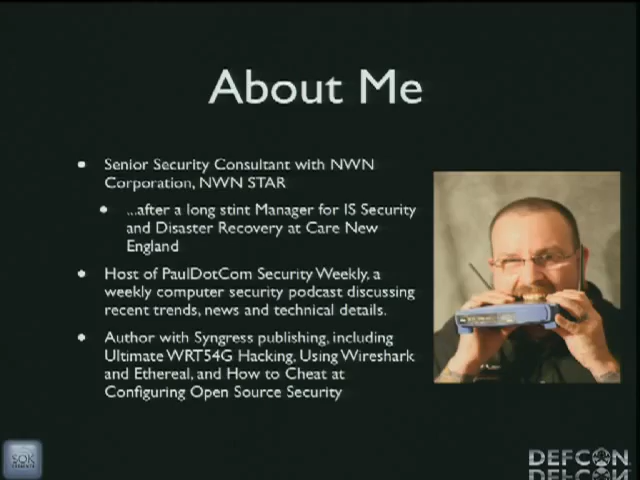 About Me
• Senior Security Consultant with NWN
Corporation, NWN STAR
• ...after a long stint Manager for IS Security
and Disaster Recovery at Care New
England
• Host of PaulDotCom Security Weekly, a
weekly computer security podcast discussing
recent trends, news and technical details.
• Author with Syngress publishing, including
Ultimate WRT54G Hacking, Using Wireshark
and Ethereal, and How to Cheat at
Configuring Open Source Security
SOK
DEFCON